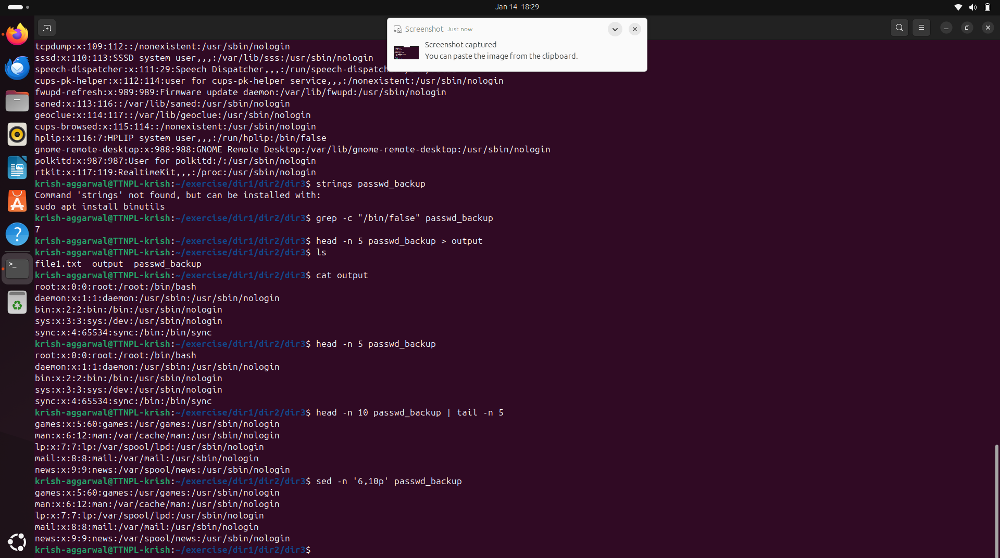 Jan 14 18:29
Screenshot Just now
Screenshot captured
You can paste the image from the clipboard.
tcpdump:x:109:112::/nonexistent:/usr/sbin/nologin
sssd:x:110:113:SSSD system user,,,:/var/lib/sss:/usr/sbin/nologin
speech-dispatcher:x:111:29:Speech Dispatcher,,,:/run/speech-dispatch
cups-pk-helper:x:112:114:user for cups-pk-helper service,,,:/nonexistent:/usr/sbin/nologin
fwupd-refresh:x:989:989:Firmware update daemon:/var/lib/fwupd:/usr/sbin/nologin
saned:x:113:116::/var/lib/saned:/usr/sbin/nologin
geoclue:x:114:117::/var/lib/geoclue:/usr/sbin/nologin
cups-browsed:x:115:114::/nonexistent:/usr/sbin/nologin
hplip:x:116:7:HPLIP system user,,,:/run/hplip:/bin/false
gnome-remote-desktop:x:988:988:GNOME Remote Desktop:/var/lib/gnome-remote-desktop:/usr/sbin/nologin
polkitd:x:987:987:User for polkitd:/:/usr/sbin/nologin
rtkit:x:117:119:RealtimeKit,,,:/proc:/usr/sbin/nologin
krish-aggarwal@TTNPL-krish:~/exercise/dir1/dir2/dir3$ strings passwd_backup
Command 'strings' not found, but can be installed with:
sudo apt install binutils
krish-aggarwal@TTNPL-krish:~/exercise/dir1/dir2/dir3$ grep -c "/bin/false" passwd_backup
7
krish-aggarwal@TTNPL-krish:~/exercise/dir1/dir2/dir3$ head -n 5 passwd_backup > output
krish-aggarwal@TTNPL-krish:~/exercise/dir1/dir2/dir3$ ls
file1.txt output passwd_backup
krish-aggarwal@TTNPL-krish:~/exercise/dir1/dir2/dir3$ cat output
root:x:0:0:root:/root:/bin/bash
daemon:x:1:1:daemon:/usr/sbin:/usr/sbin/nologin
bin:x:2:2:bin:/bin:/usr/sbin/nologin
sys:x:3:3:sys:/dev:/usr/sbin/nologin
sync:x:4:65534:sync:/bin:/bin/sync
krish-aggarwal@TTNPL-krish:~/exercise/dir1/dir2/dir3$ head -n 5 passwd_backup
root:x:0:0:root:/root:/bin/bash
daemon:x:1:1:daemon:/usr/sbin:/usr/sbin/nologin
bin:x:2:2:bin:/bin:/usr/sbin/nologin
sys:x:3:3:sys:/dev:/usr/sbin/nologin
sync:x:4:65534:sync:/bin:/bin/sync
krish-aggarwal@TTNPL-krish:~/exercise/dir1/dir2/dir3$ head -n 10 passwd_backup | tail -n 5
games:x:5:60:games:/usr/games:/usr/sbin/nologin
man:x:6:12:man:/var/cache/man:/usr/sbin/nologin
lp:x:7:7:lp:/var/spool/lpd:/usr/sbin/nologin
mail:x:8:8:mail:/var/mail:/usr/sbin/nologin
news:x:9:9:news:/var/spool/news:/usr/sbin/nologin
krish-aggarwal@TTNPL-krish:~/exercise/dir1/dir2/dir3$ sed -n '6,10p' passwd_backup
games:x:5:60:games:/usr/games:/usr/sbin/nologin
man:x:6:12:man:/var/cache/man:/usr/sbin/nologin
lp:x:7:7:lp:/var/spool/lpd:/usr/sbin/nologin
mail:x:8:8:mail:/var/mail:/usr/sbin/nologin
news:x:9:9:news:/var/spool/news:/usr/sbin/nologin
krish-aggarwal@TTNPL-krish:~/exercise/dir1/dir2/dir3$